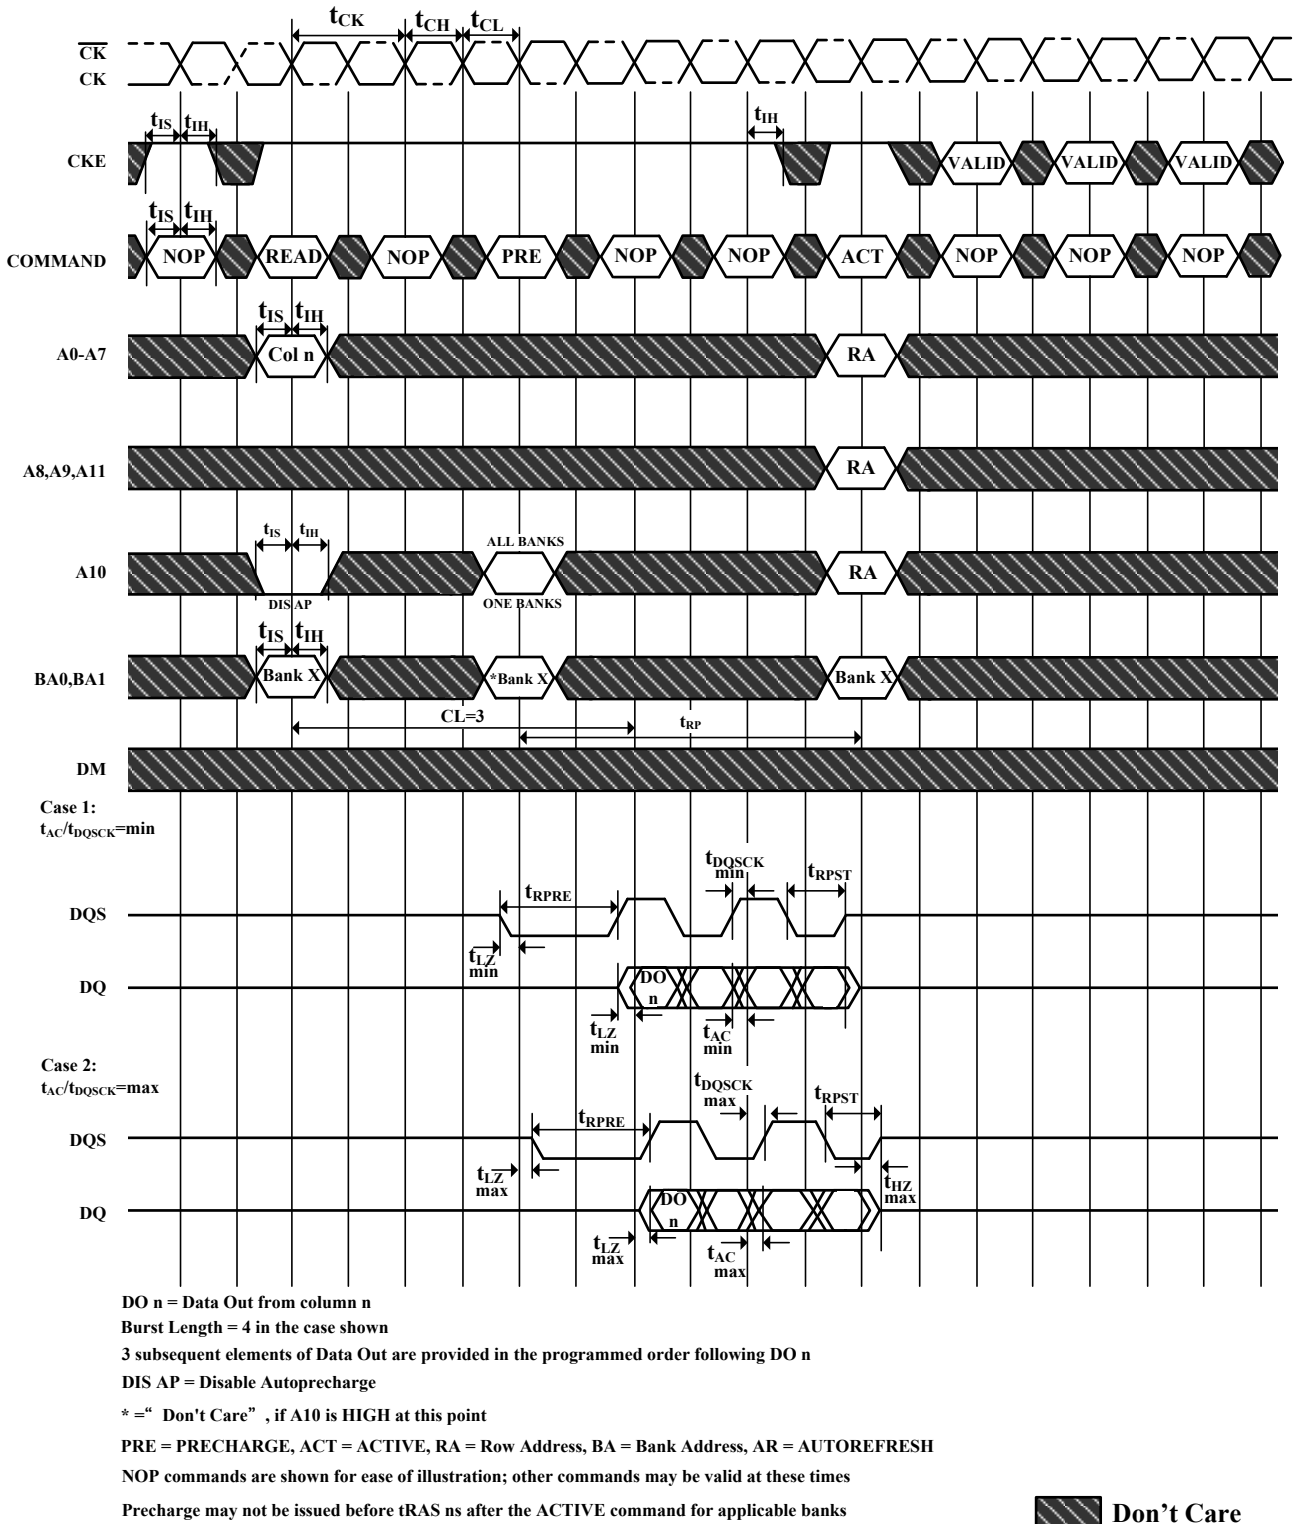 tCK tCH tCL
CK
CK
tIS tIH tIH
CKE VALID VALID VALID
tIS tIH
COMMAND NOP READ NOP PRE NOP NOP ACT NOP NOP NOP
tIS tIH
A0-A7 Col n RA
A8,A9,A11 RA
tIS tIH ALL BANKS
A10 RA
DIS AP ONE BANKS
tIS tIH
BA0,BA1 Bank X *Bank X Bank X
CL=3 tRP
DM
Case 1:
tAC/tDQSCK=min
tDQSCK
min
tRPRE tRPST
DQS
tLZ
min
DQ DO
n
tLZ
min
tAC
min
Case 2:
tAC/tDQSCK=max
tDQSCK
max
tRPRE tRPST
DQS
tLZ
max
tHZ
max
DQ DO
n
tLZ
max
tAC
max
DO n = Data Out from column n
Burst Length = 4 in the case shown
3 subsequent elements of Data Out are provided in the programmed order following DO n
DIS AP = Disable Autoprecharge
* =“ Don't Care” , if A10 is HIGH at this point
PRE = PRECHARGE, ACT = ACTIVE, RA = Row Address, BA = Bank Address, AR = AUTOREFRESH
NOP commands are shown for ease of illustration; other commands may be valid at these times
Precharge may not be issued before tRAS ns after the ACTIVE command for applicable banks
Don't Care